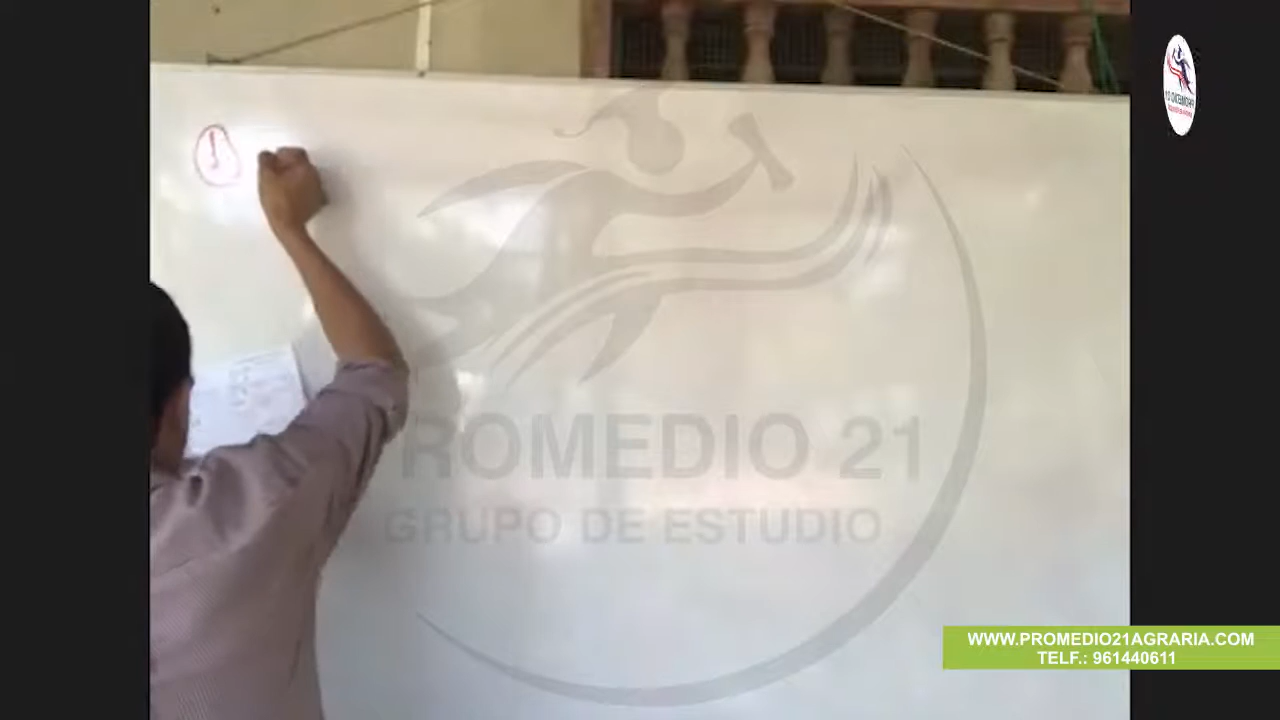 1
PROMEDIO 21
GRUPO DE ESTUDIO
WWW.PROMEDIO21AGRARIA.COM
TELF.: 961440611